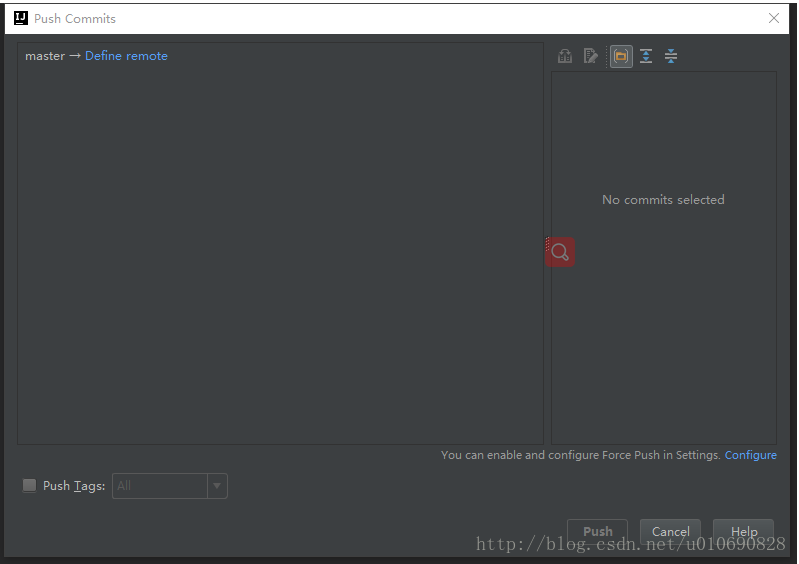 IJ Push Commits
master → Define remote
No commits selected
You can enable and configure Force Push in Settings. Configure
Push Tags: All
Push Cancel Help
http://blog.csdn.net/u010690828